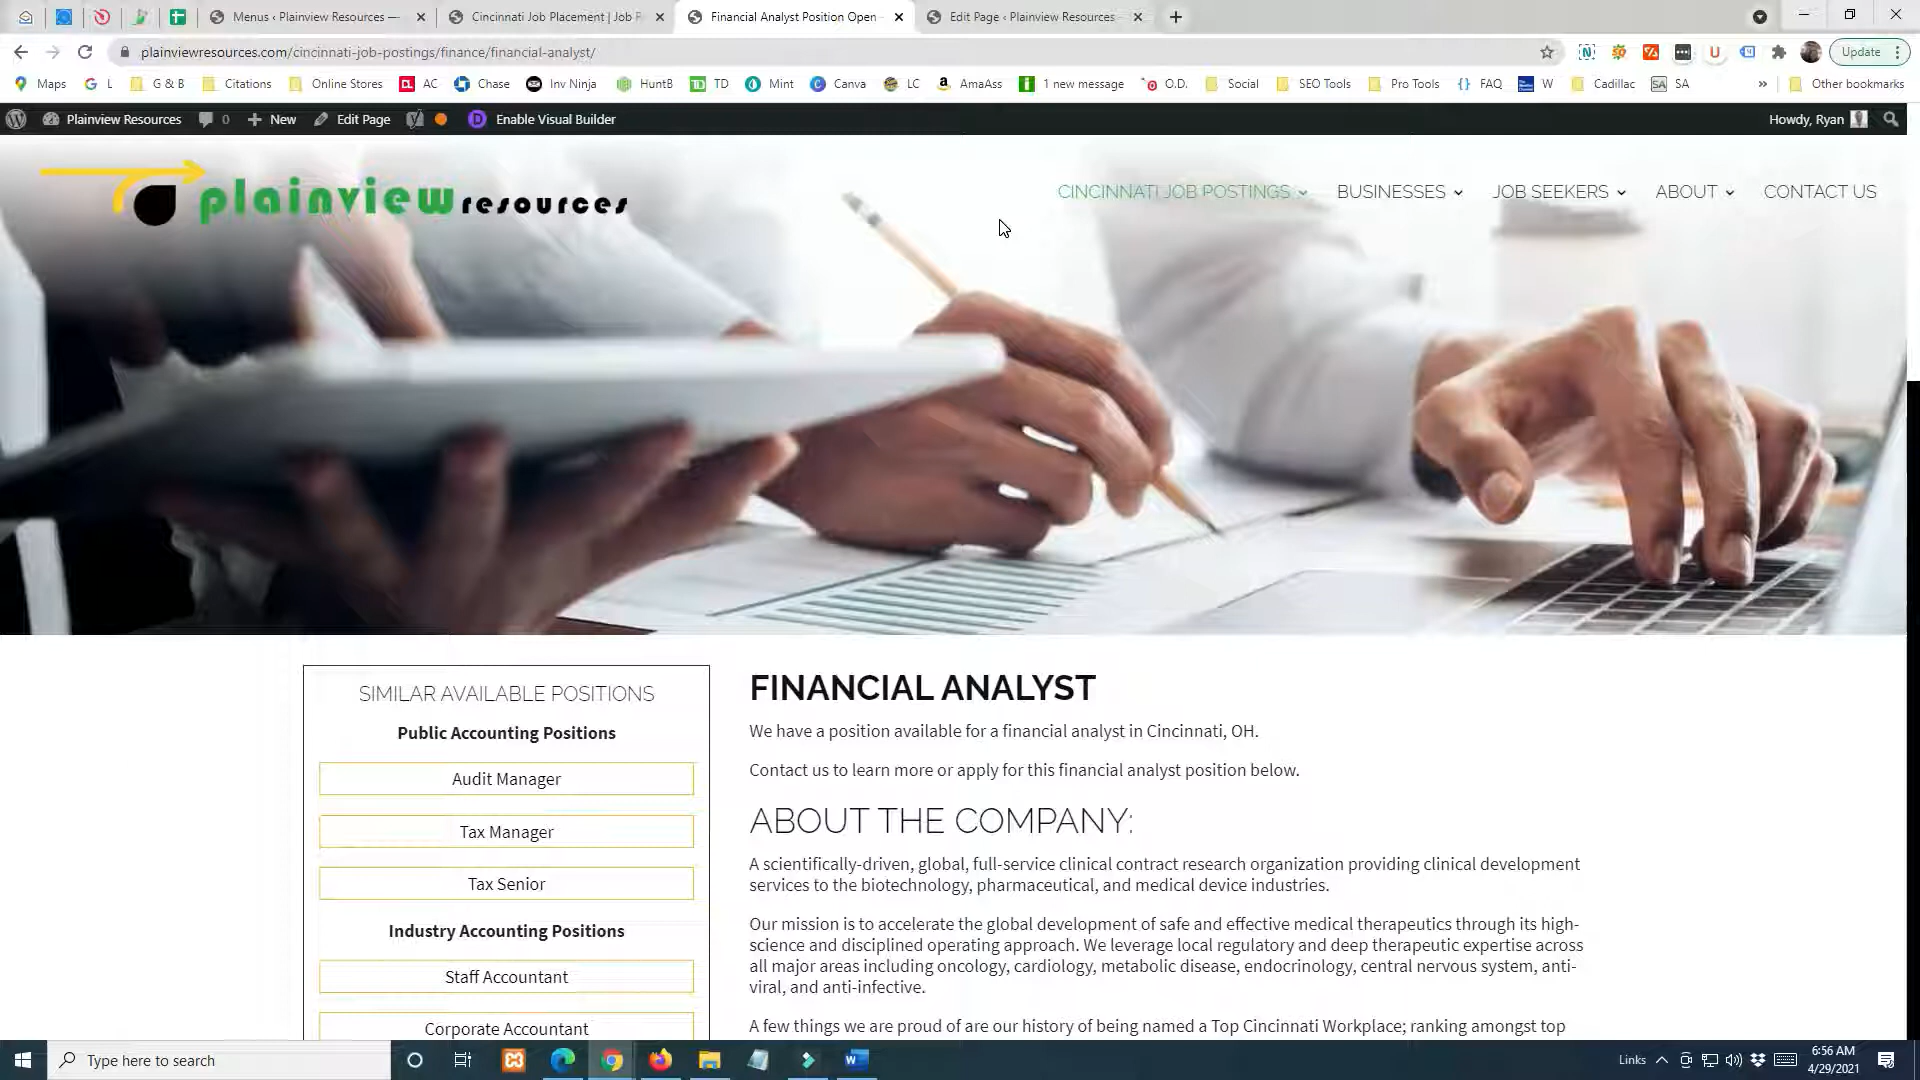 Menus ‹ Plainview Resources —
Cincinnati Job Placement | Job P
Financial Analyst Position Open
Edit Page ‹ Plainview Resources
plainviewresources.com/cincinnati-job-postings/finance/financial-analyst/
Update
Maps
L
G & B
Citations
Online Stores
AC
Chase
Inv Ninja
HuntB
TD
Mint
Canva
LC
AmaAss
1 new message
O.D.
Social
SEO Tools
Pro Tools
FAQ
W
Cadillac
SA
SA
»
Other bookmarks
Plainview Resources
0
New
Edit Page
Enable Visual Builder
Howdy, Ryan
plainview resources
CINCINNATI JOB POSTINGS
BUSINESSES
JOB SEEKERS
ABOUT
CONTACT US
SIMILAR AVAILABLE POSITIONS
Public Accounting Positions
Audit Manager
Tax Manager
Tax Senior
Industry Accounting Positions
Staff Accountant
Corporate Accountant
FINANCIAL ANALYST
We have a position available for a financial analyst in Cincinnati, OH.
Contact us to learn more or apply for this financial analyst position below.
ABOUT THE COMPANY:
A scientifically-driven, global, full-service clinical contract research organization providing clinical development
services to the biotechnology, pharmaceutical, and medical device industries.
Our mission is to accelerate the global development of safe and effective medical therapeutics through its high-
science and disciplined operating approach. We leverage local regulatory and deep therapeutic expertise across
all major areas including oncology, cardiology, metabolic disease, endocrinology, central nervous system, anti-
viral, and anti-infective.
A few things we are proud of are our history of being named a Top Cincinnati Workplace; ranking amongst top
Type here to search
Links
6:56 AM
4/29/2021